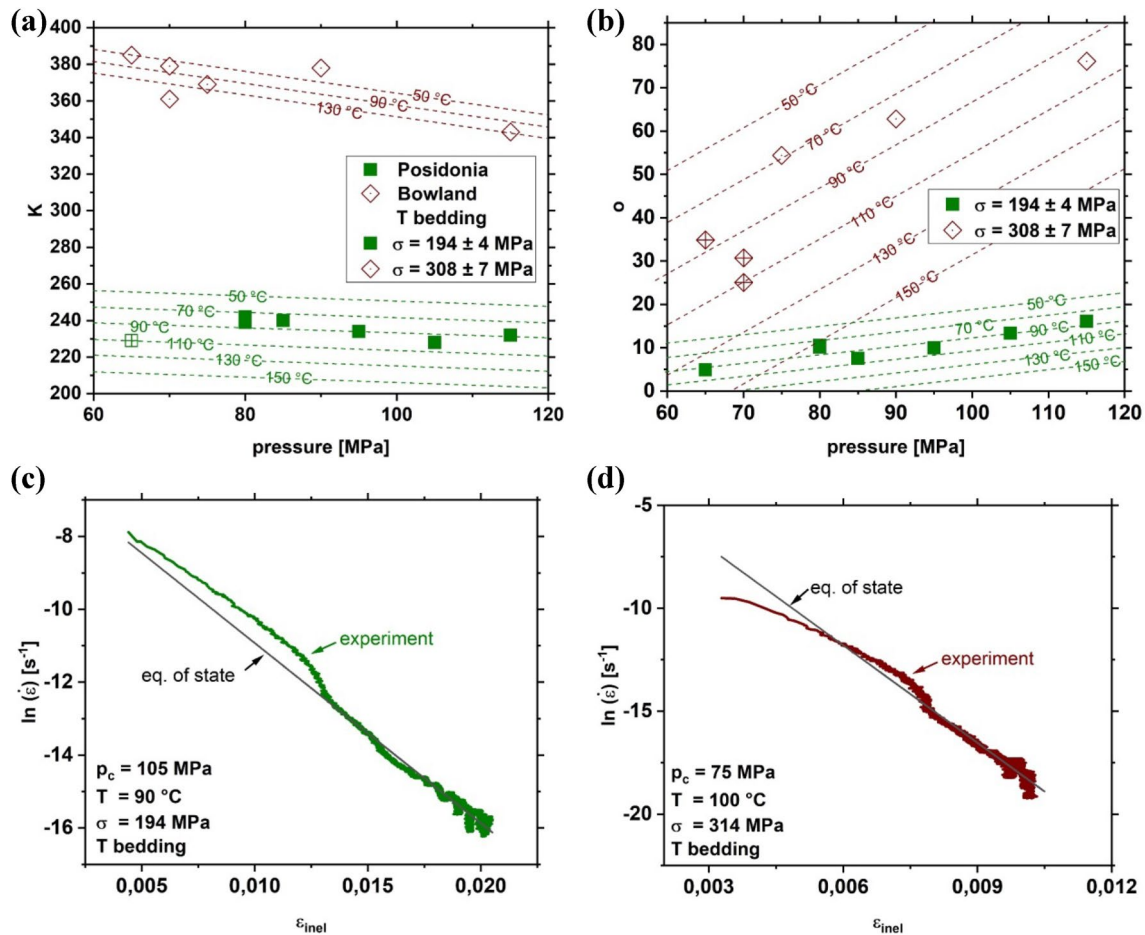 (a)
400
380
360
340
320
300
280
260
240
220
200
K
50 °C
90 °C
130 °C
Posidonia
Bowland
T bedding
σ = 194 ± 4 MPa
σ = 308 ± 7 MPa
50 °C
70 °C
90 °C
110 °C
130 °C
150 °C
60 80 100 120
pressure [MPa]
(b)
80
70
60
50
40
30
20
10
0
o
50 °C
70 °C
90 °C
110 °C
130 °C
150 °C
σ = 194 ± 4 MPa
σ = 308 ± 7 MPa
50 °C
70 °C
90 °C
110 °C
130 °C
150 °C
60 70 80 90 100 110 120
pressure [MPa]
(c)
-8
-10
-12
-14
-16
ln (ε̇) [s⁻¹]
experiment
eq. of state
p_c = 105 MPa
T = 90 °C
σ = 194 MPa
T bedding
0,005 0,010 0,015 0,020
ε_inel
(d)
-5
-10
-15
-20
ln (ε̇) [s⁻¹]
eq. of state
experiment
p_c = 75 MPa
T = 100 °C
σ = 314 MPa
T bedding
0,003 0,006 0,009 0,012
ε_inel